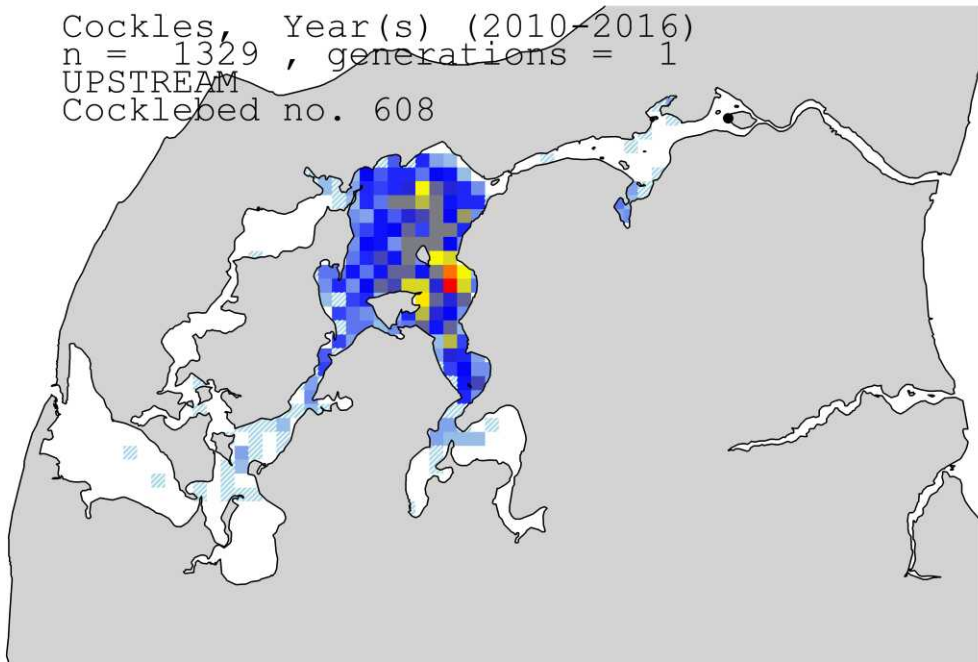 Cockles, Year(s) (2010-2016)
n = 1329 , generations = 1
UPSTREAM
Cocklebed no. 608